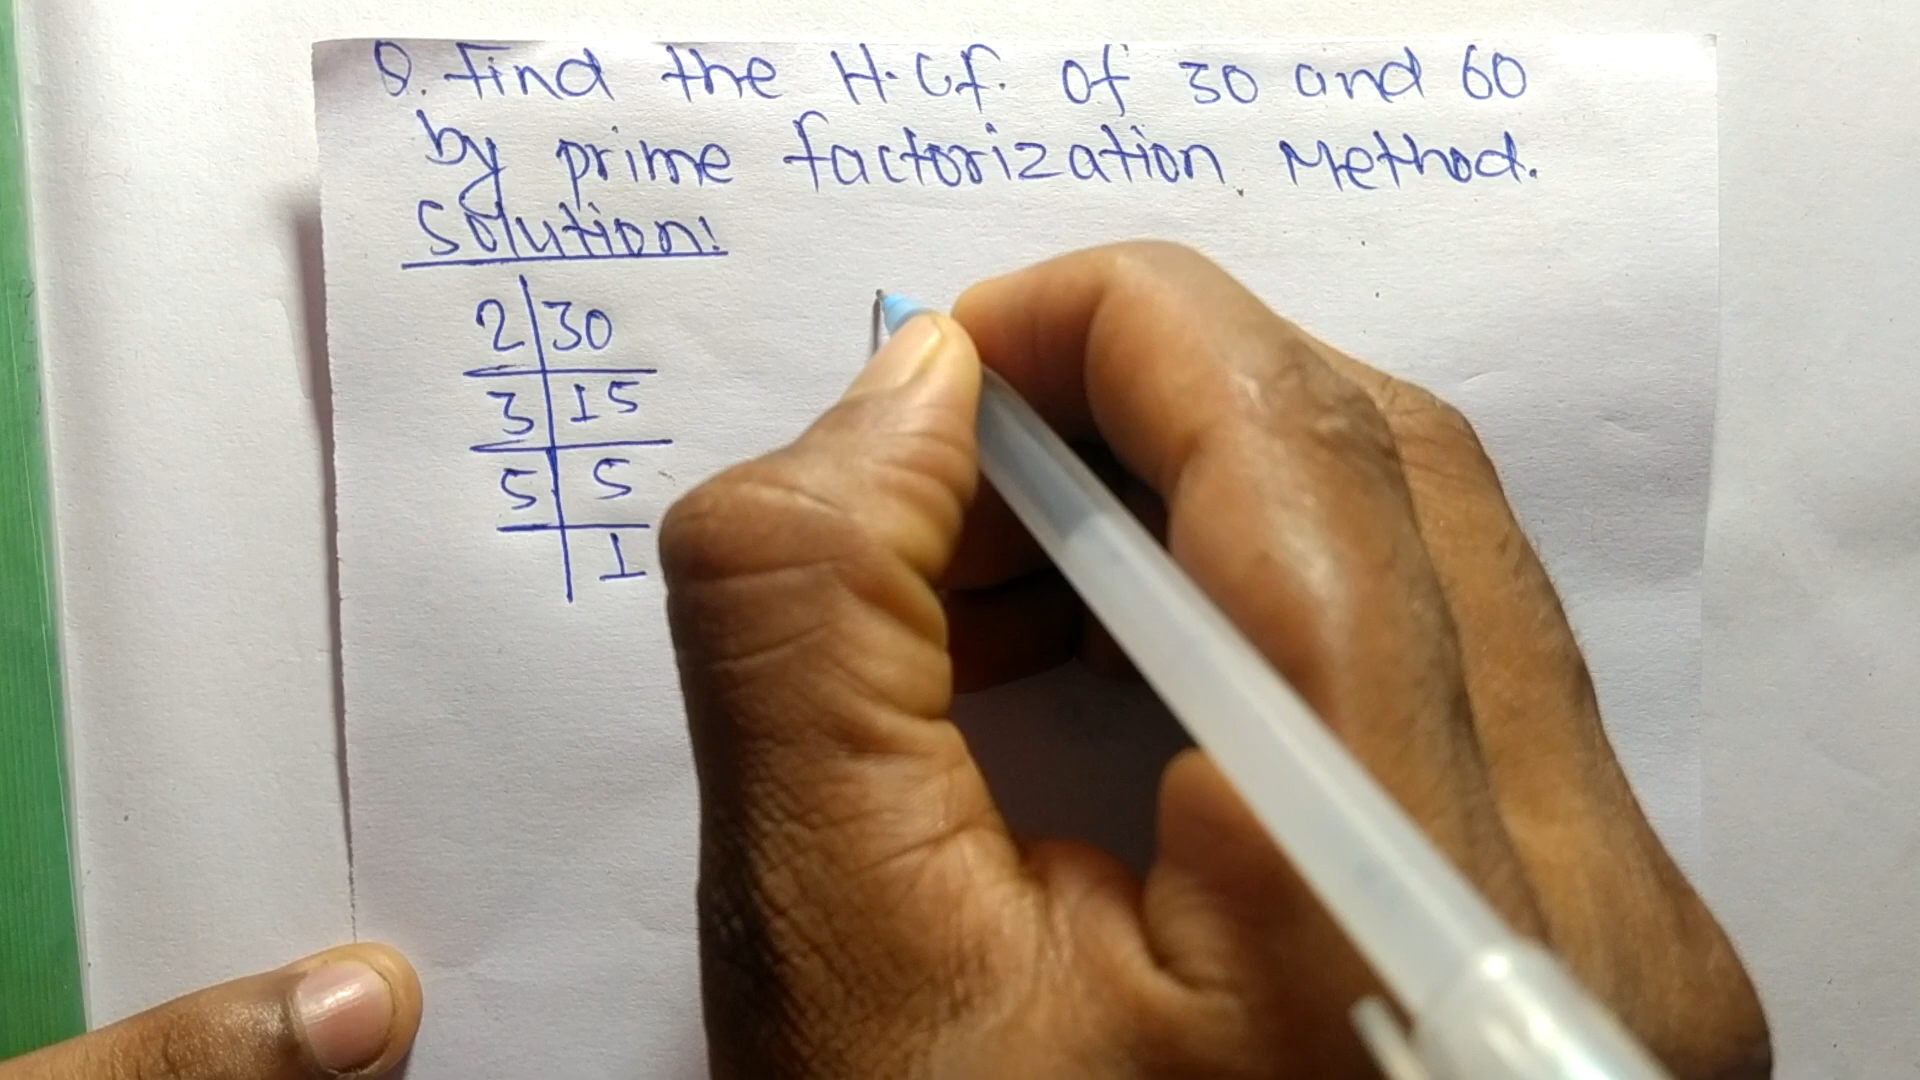 Q. Find the H.C.f. of 30 and 60
by prime factorization Method.
Solution:
2 30
3 15
5 5
1